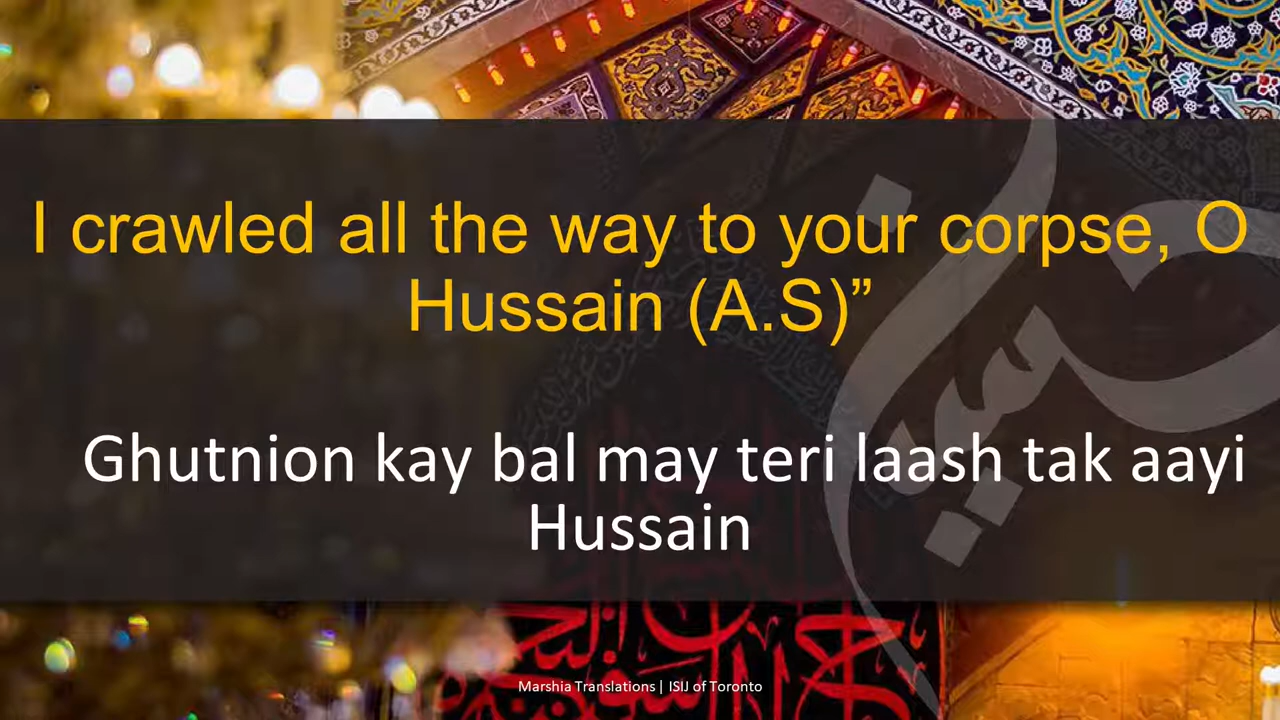 I crawled all the way to your corpse, O
Hussain (A.S)”
Ghutnion kay bal may teri laash tak aayi
Hussain
Marshia Translations | ISIJ of Toronto